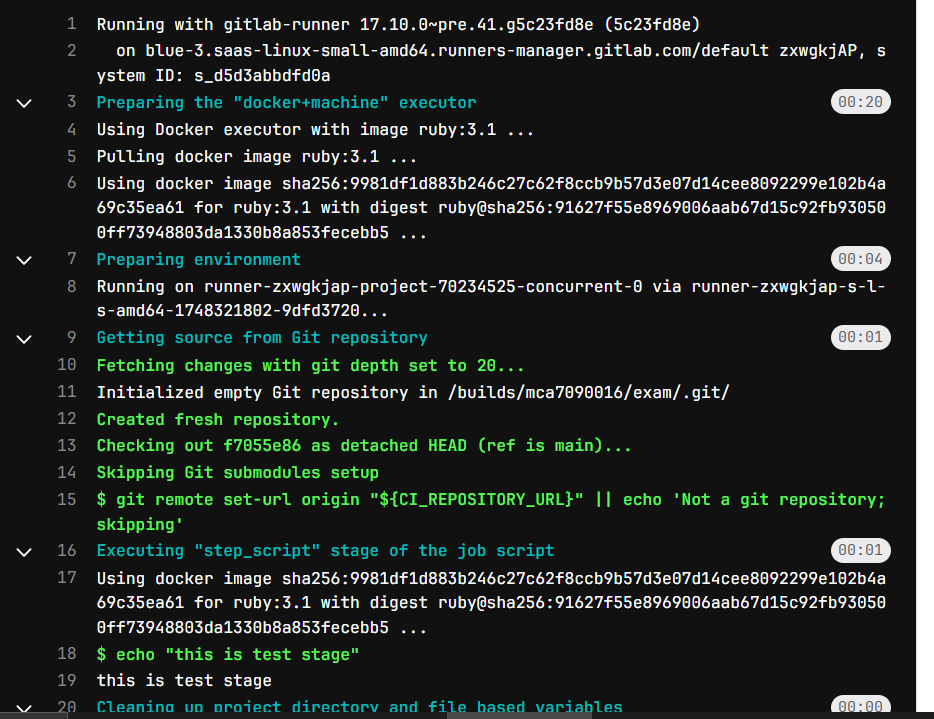 1 Running with gitlab-runner 17.10.0~pre.41.g5c23fd8e (5c23fd8e)
2 on blue-3.saas-linux-small-amd64.runners-manager.gitlab.com/default zxwgkjAP, s
ystem ID: s_d5d3abbdfd0a
3 Preparing the "docker+machine" executor 00:20
4 Using Docker executor with image ruby:3.1 ...
5 Pulling docker image ruby:3.1 ...
6 Using docker image sha256:9981df1d883b246c27c62f8ccb9b57d3e07d14cee8092299e102b4a
69c35ea61 for ruby:3.1 with digest ruby@sha256:91627f55e8969006aab67d15c92fb93050
0ff73948803da1330b8a853fecebb5 ...
7 Preparing environment 00:04
8 Running on runner-zxwgkjap-project-70234525-concurrent-0 via runner-zxwgkjap-s-l-
s-amd64-1748321802-9dfd3720...
9 Getting source from Git repository 00:01
10 Fetching changes with git depth set to 20...
11 Initialized empty Git repository in /builds/mca7090016/exam/.git/
12 Created fresh repository.
13 Checking out f7055e86 as detached HEAD (ref is main)...
14 Skipping Git submodules setup
15 $ git remote set-url origin "${CI_REPOSITORY_URL}" || echo 'Not a git repository;
skipping'
16 Executing "step_script" stage of the job script 00:01
17 Using docker image sha256:9981df1d883b246c27c62f8ccb9b57d3e07d14cee8092299e102b4a
69c35ea61 for ruby:3.1 with digest ruby@sha256:91627f55e8969006aab67d15c92fb93050
0ff73948803da1330b8a853fecebb5 ...
18 $ echo "this is test stage"
19 this is test stage
20 Cleaning up project directory and file based variables 00:00